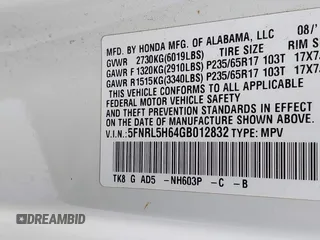 MFD. BY HONDA MFG. OF ALABAMA, LLC 08/
GVWR 2730KG(6019LBS) TIRE SIZE RIM S
GAWR F 1320KG(2910LBS) P235/65R17 103T 17X7
GAWR R1515KG(3340LBS) P235/65R17 103T 17X7
THIS VEHICLE CONFORMS TO ALL APPLICABLE
FEDERAL MOTOR VEHICLE SAFETY AND THEFT
PREVENTION STANDARDS IN EFFECT ON THE
DATE OF MANUFACTURE SHOWN ABOVE.
V.I.N:5FNRL5H64GB012832 TYPE: MPV
TK8 G AD5 -NH603P -C -B
DREAMBID